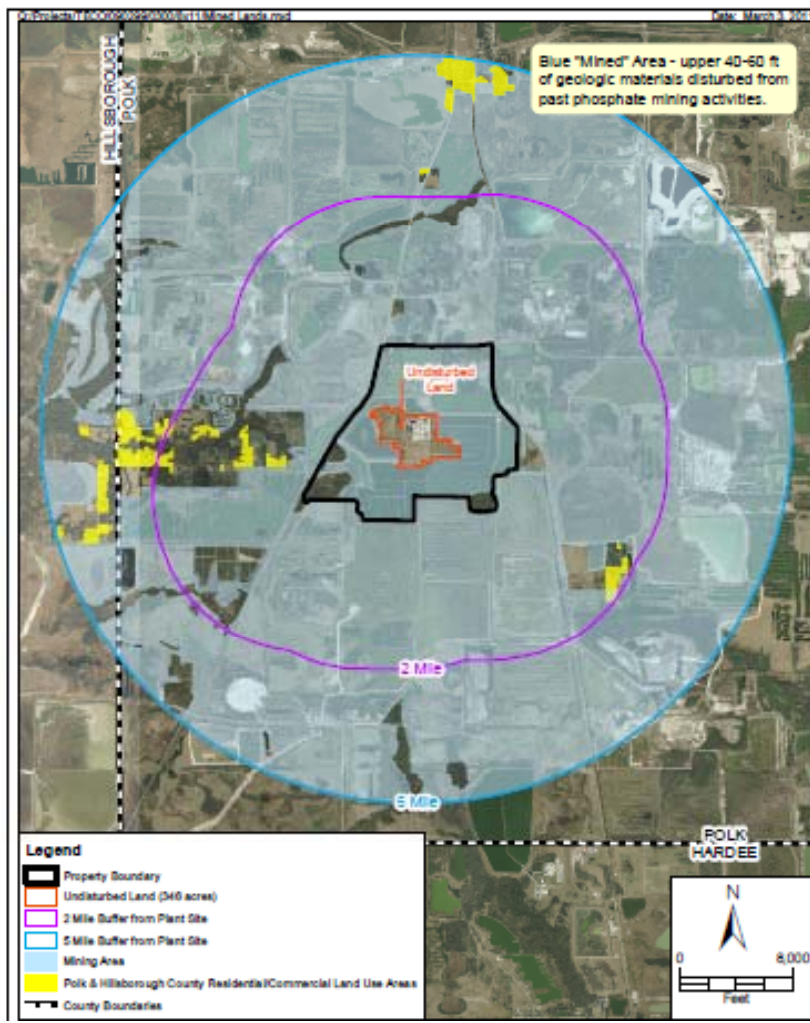 Date: March 3, 201
Blue "Mined" Area - upper 40-60 ft
of geologic materials disturbed from
past phosphate mining activities.
HILLSBOROUGH
POLK
Undisturbed
Land
2 Mile
5 Mile
POLK
HARDEE
Legend
Property Boundary
Undisturbed Land (346 acres)
2 Mile Buffer from Plant Site
5 Mile Buffer from Plant Site
Mining Area
Polk & Hillsborough County Residential/Commercial Land Use Areas
County Boundaries
N
0 8,000
Feet